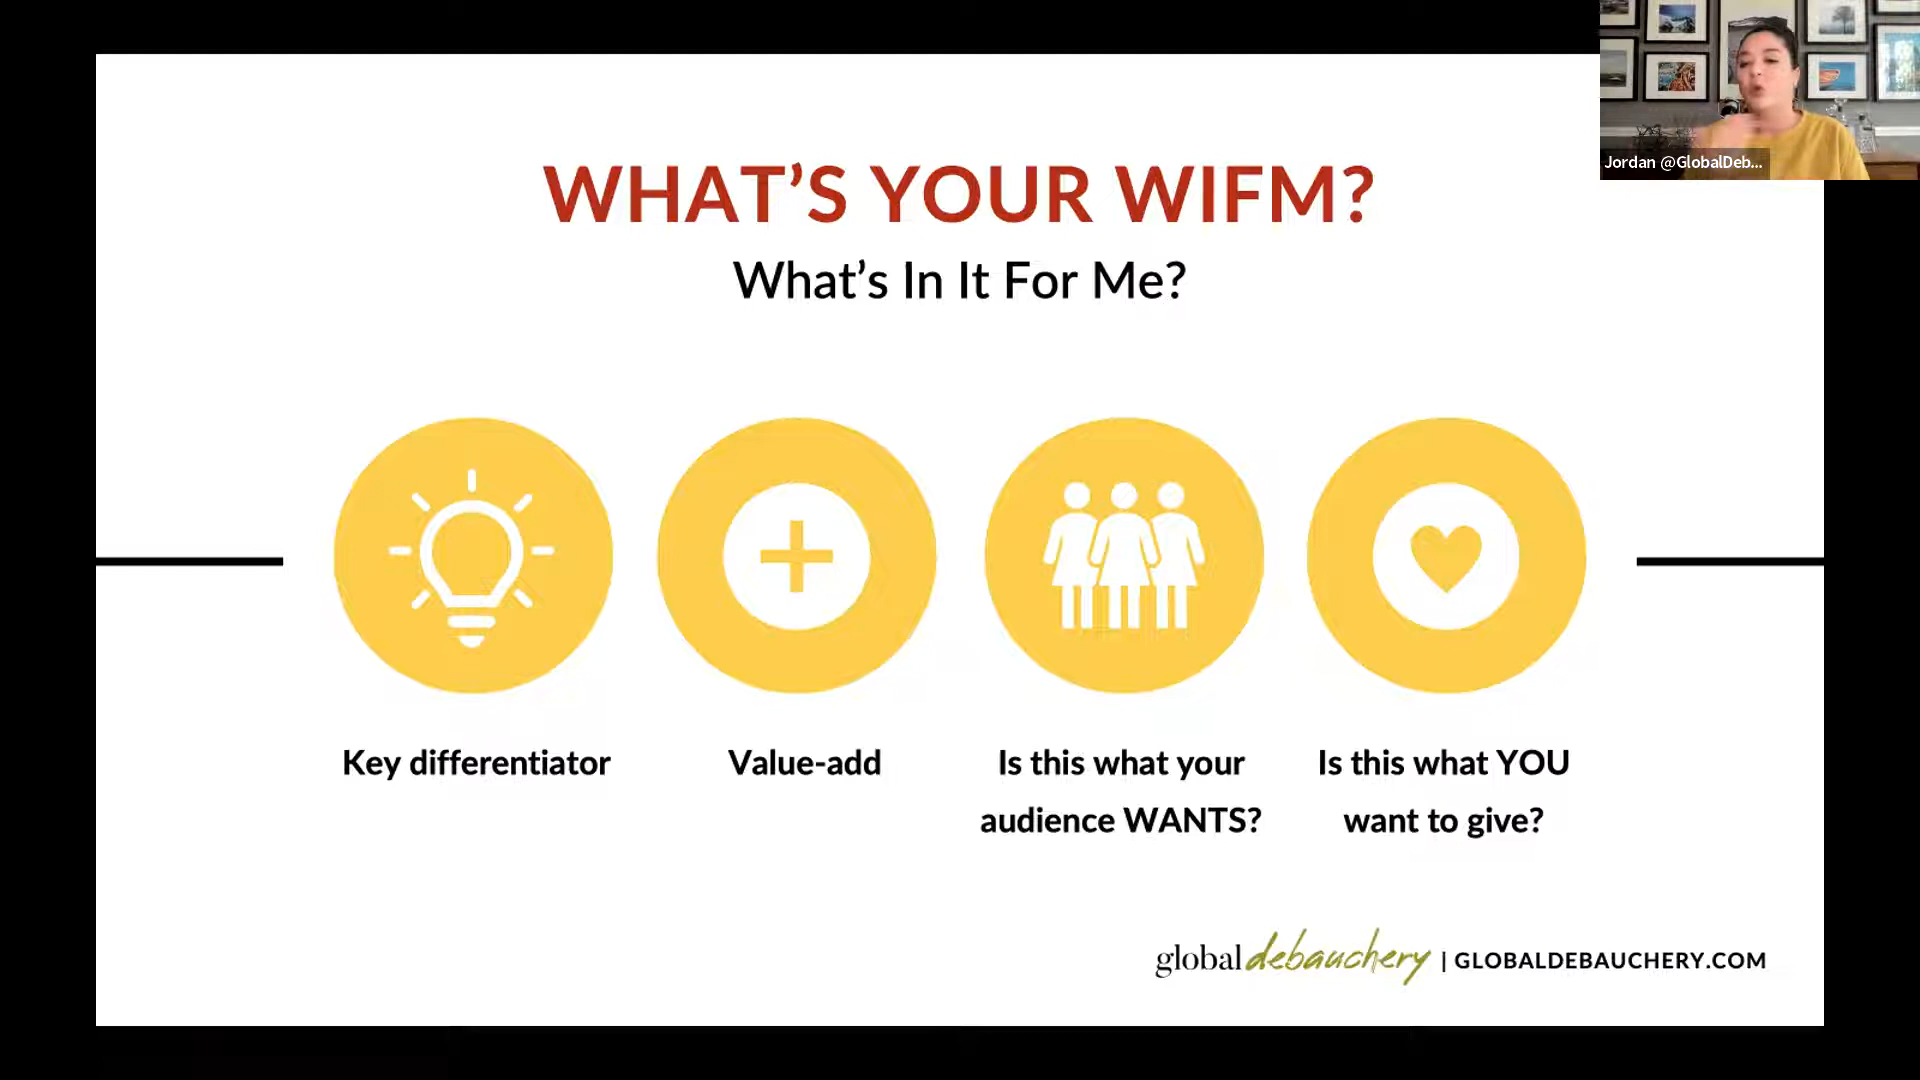 Jordan @GlobalDeb...
WHAT’S YOUR WIFM?
What’s In It For Me?
Key differentiator
Value-add
Is this what your
audience WANTS?
Is this what YOU
want to give?
global debauchery | GLOBALDEBAUCHERY.COM